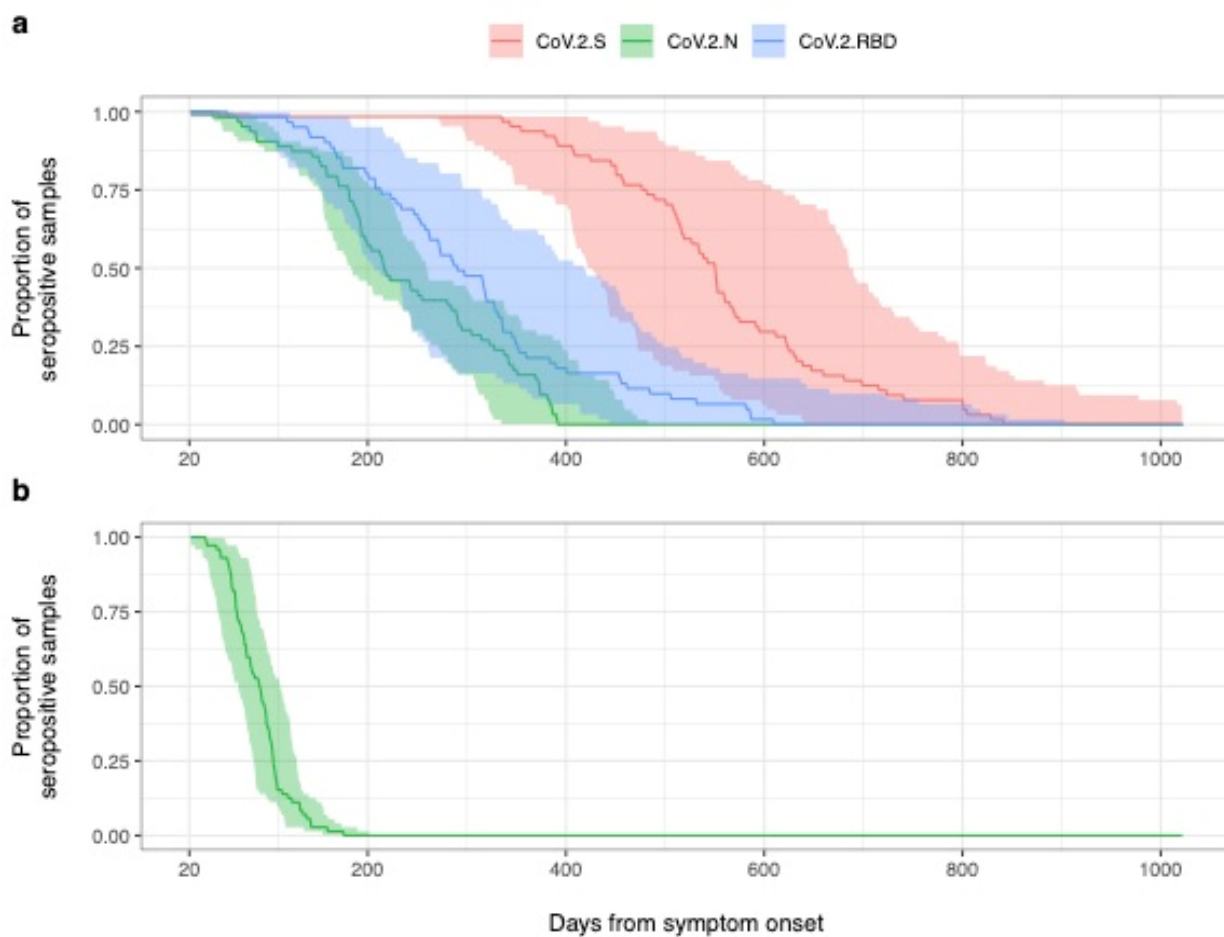 a
CoV.2.S CoV.2.N CoV.2.RBD
Proportion of
seropositive samples
1.00
0.75
0.50
0.25
0.00
20 200 400 600 800 1000
b
Proportion of
seropositive samples
1.00
0.75
0.50
0.25
0.00
20 200 400 600 800 1000
Days from symptom onset